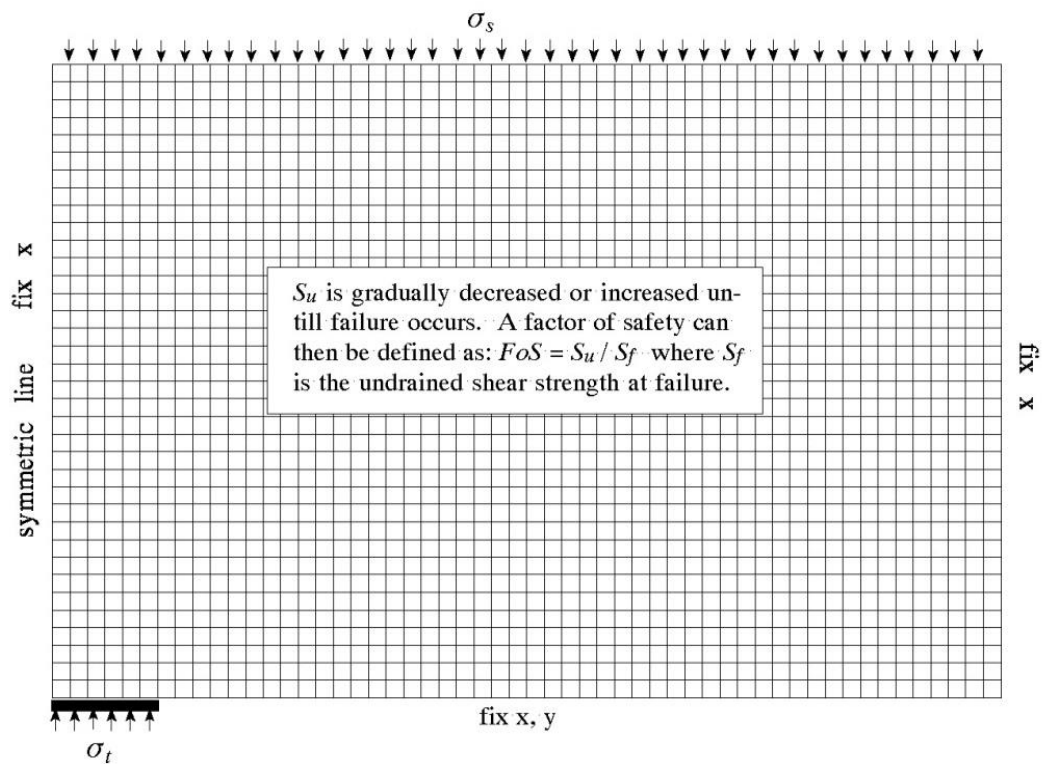 σs
symmetric line fix x
Su is gradually decreased or increased un-
till failure occurs. A factor of safety can
then be defined as: FoS = Su / Sf where Sf
is the undrained shear strength at failure.
fix x
fix x, y
σt